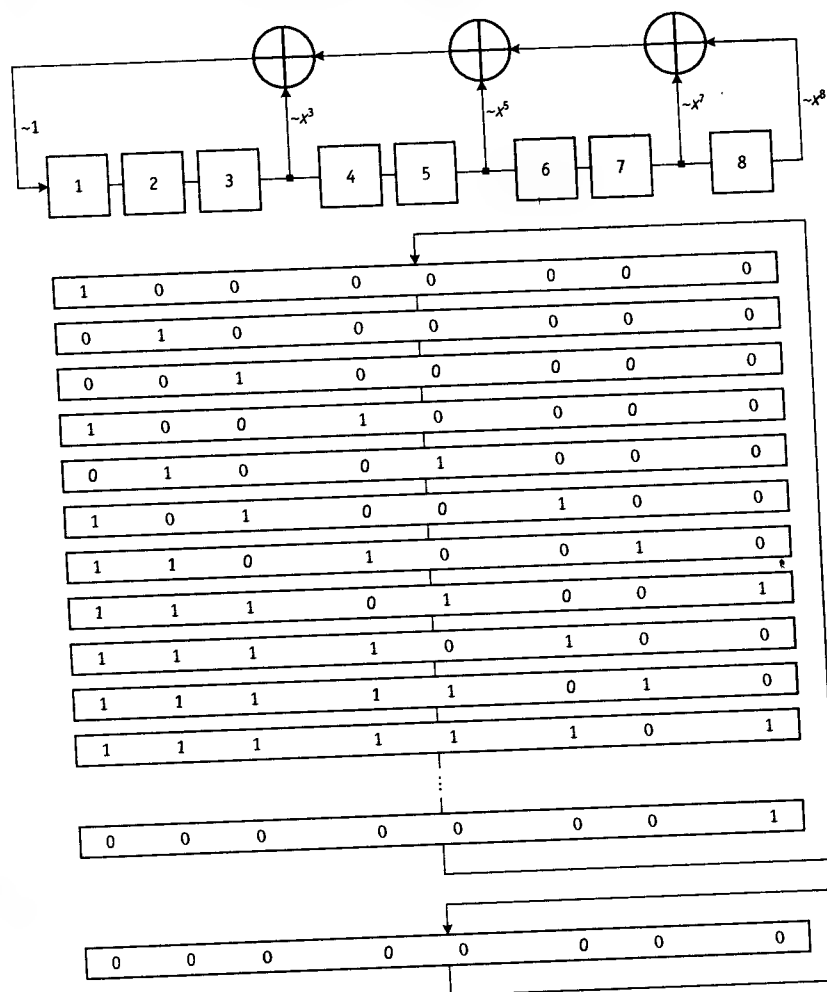 ~1 ~x³ ~x⁵ ~x⁷ ~x⁸
1 2 3 4 5 6 7 8
1 0 0 0 0 0 0 0
0 1 0 0 0 0 0 0
0 0 1 0 0 0 0 0
1 0 0 1 0 0 0 0
0 1 0 0 1 0 0 0
1 0 1 0 0 1 0 0
1 1 0 1 0 0 1 0
1 1 1 0 1 0 0 1
1 1 1 1 0 1 0 0
1 1 1 1 1 0 1 0
1 1 1 1 1 1 0 1
0 0 0 0 0 0 0 1
0 0 0 0 0 0 0 0